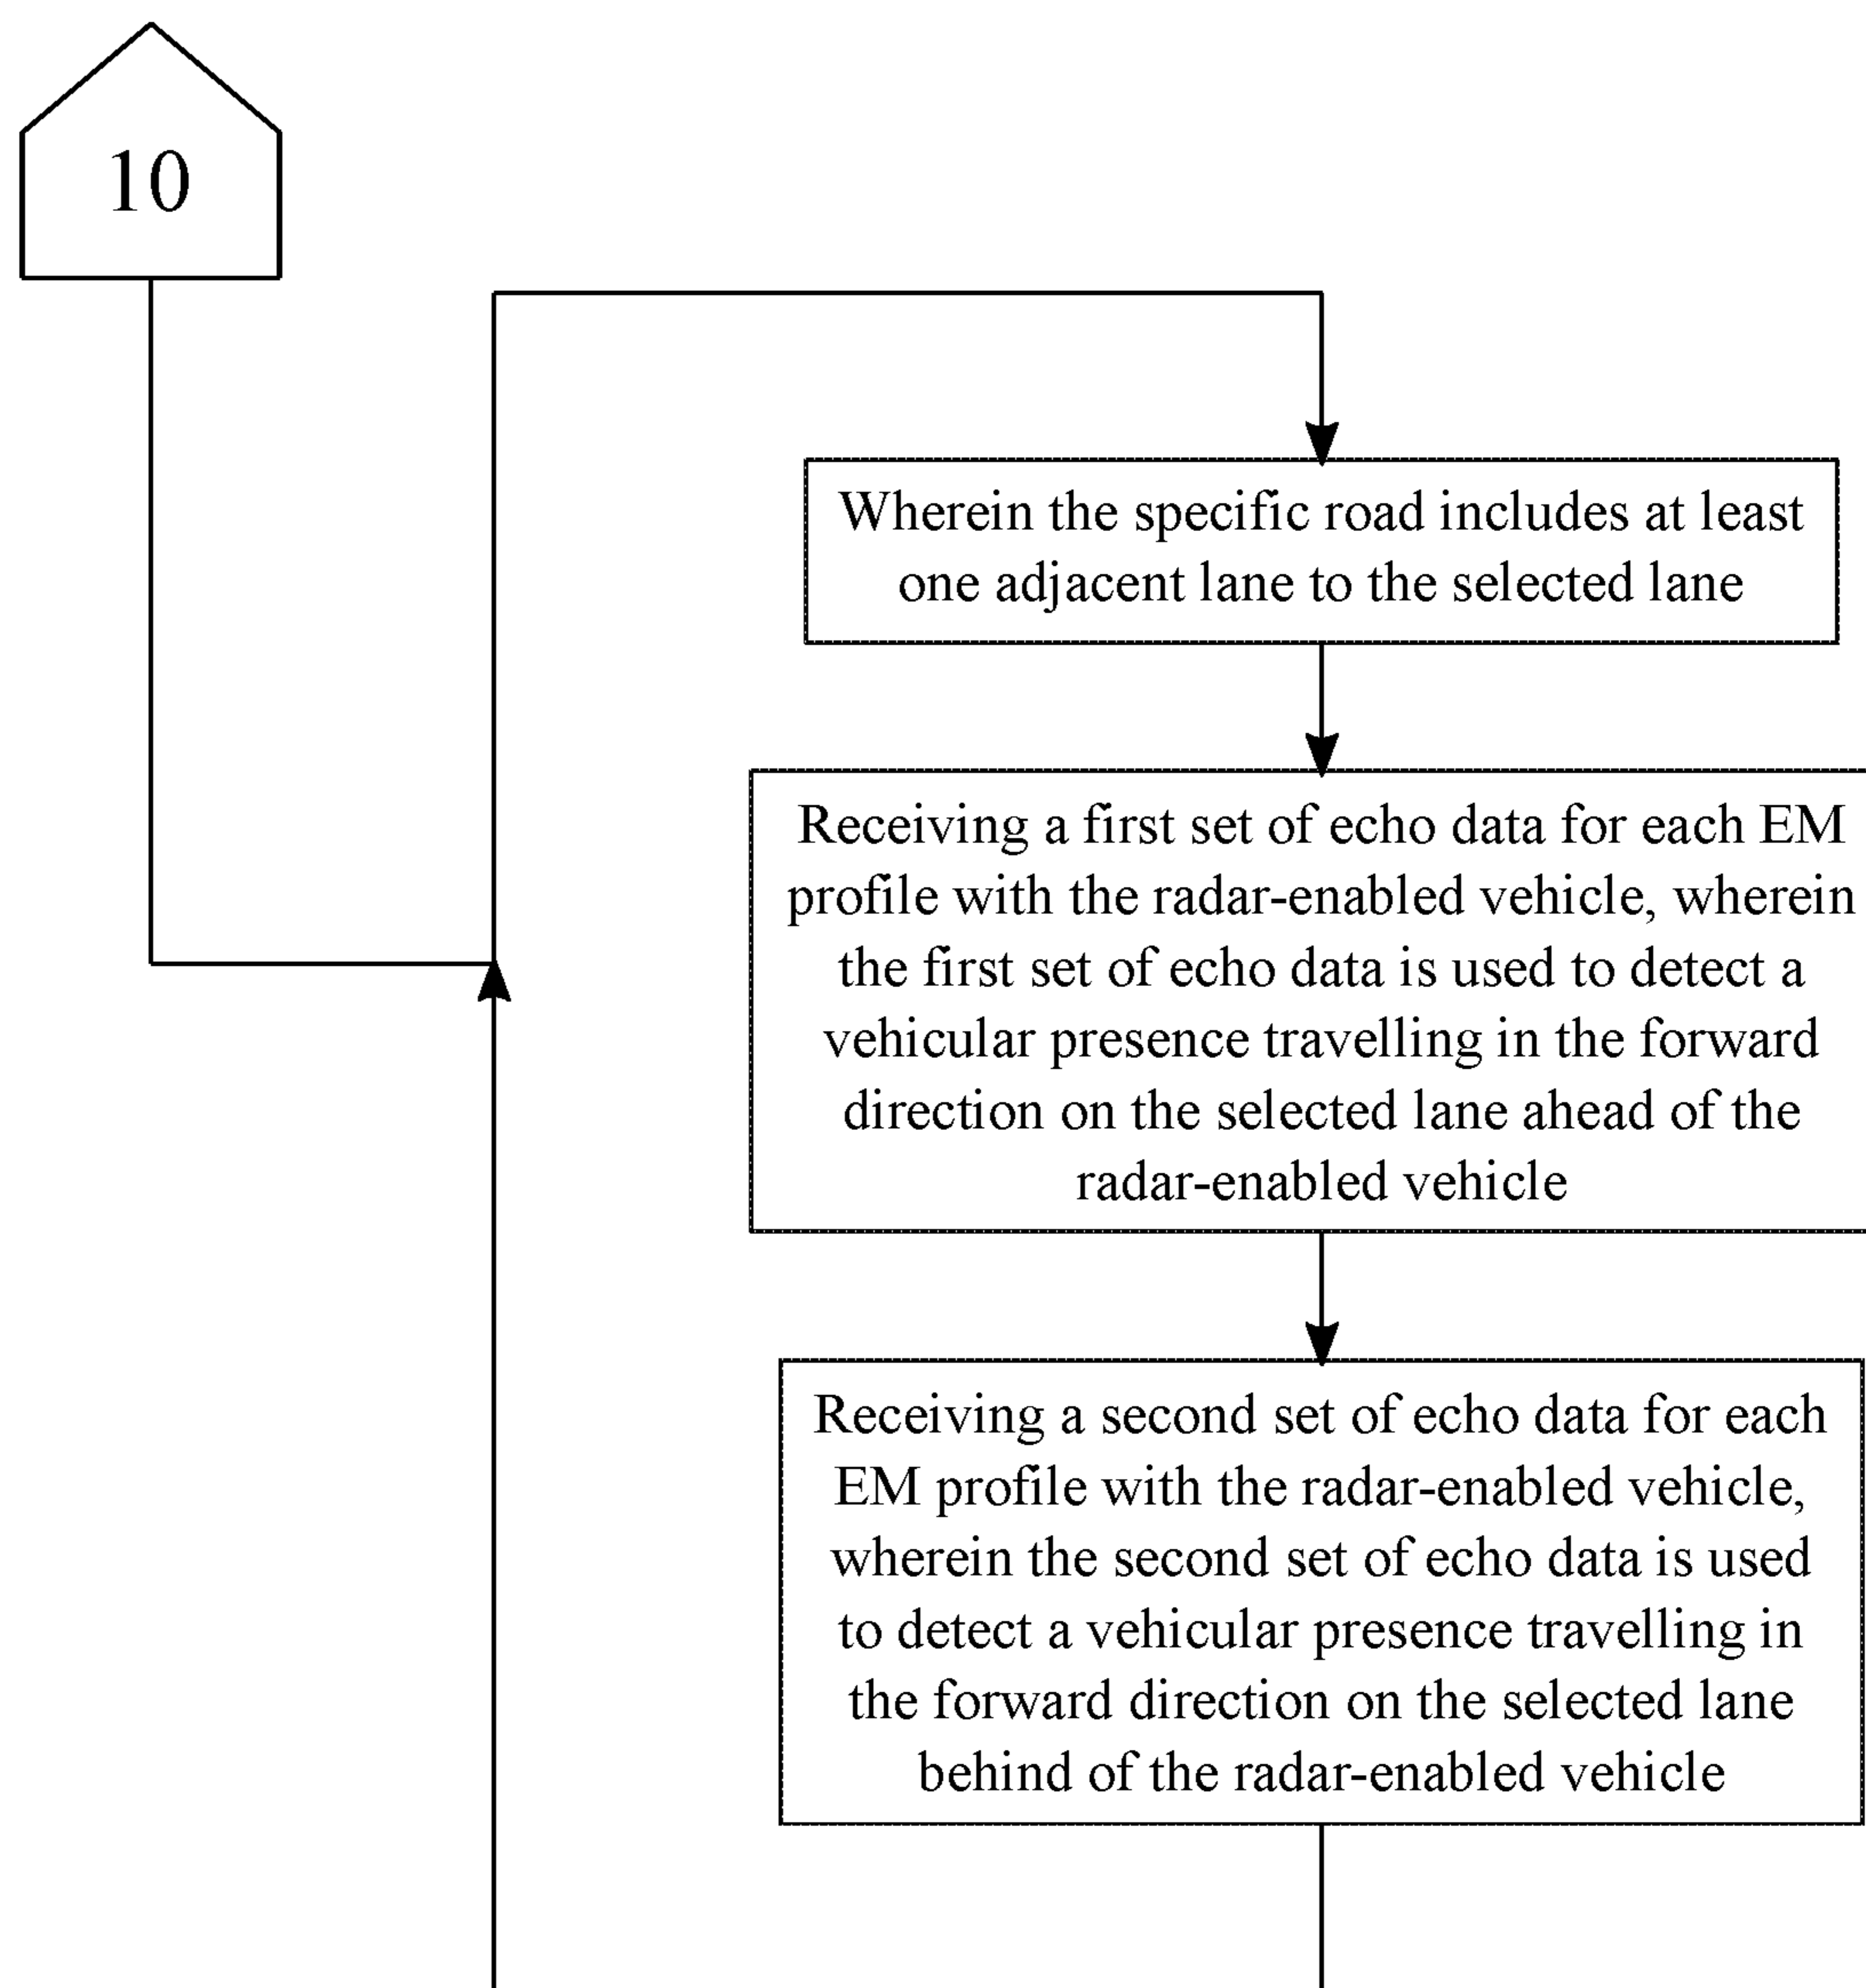 10
Wherein the specific road includes at least
one adjacent lane to the selected lane
Receiving a first set of echo data for each EM
profile with the radar-enabled vehicle, wherein
the first set of echo data is used to detect a
vehicular presence travelling in the forward
direction on the selected lane ahead of the
radar-enabled vehicle
Receiving a second set of echo data for each
EM profile with the radar-enabled vehicle,
wherein the second set of echo data is used
to detect a vehicular presence travelling in
the forward direction on the selected lane
behind of the radar-enabled vehicle